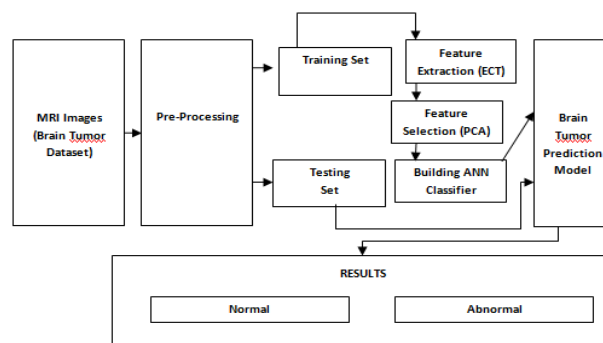 MRI Images
(Brain Tumor
Dataset)
Pre-Processing
Training Set
Testing
Set
Feature
Extraction (ECT)
Feature
Selection (PCA)
Building ANN
Classifier
Brain
Tumor
Prediction
Model
RESULTS
Normal
Abnormal